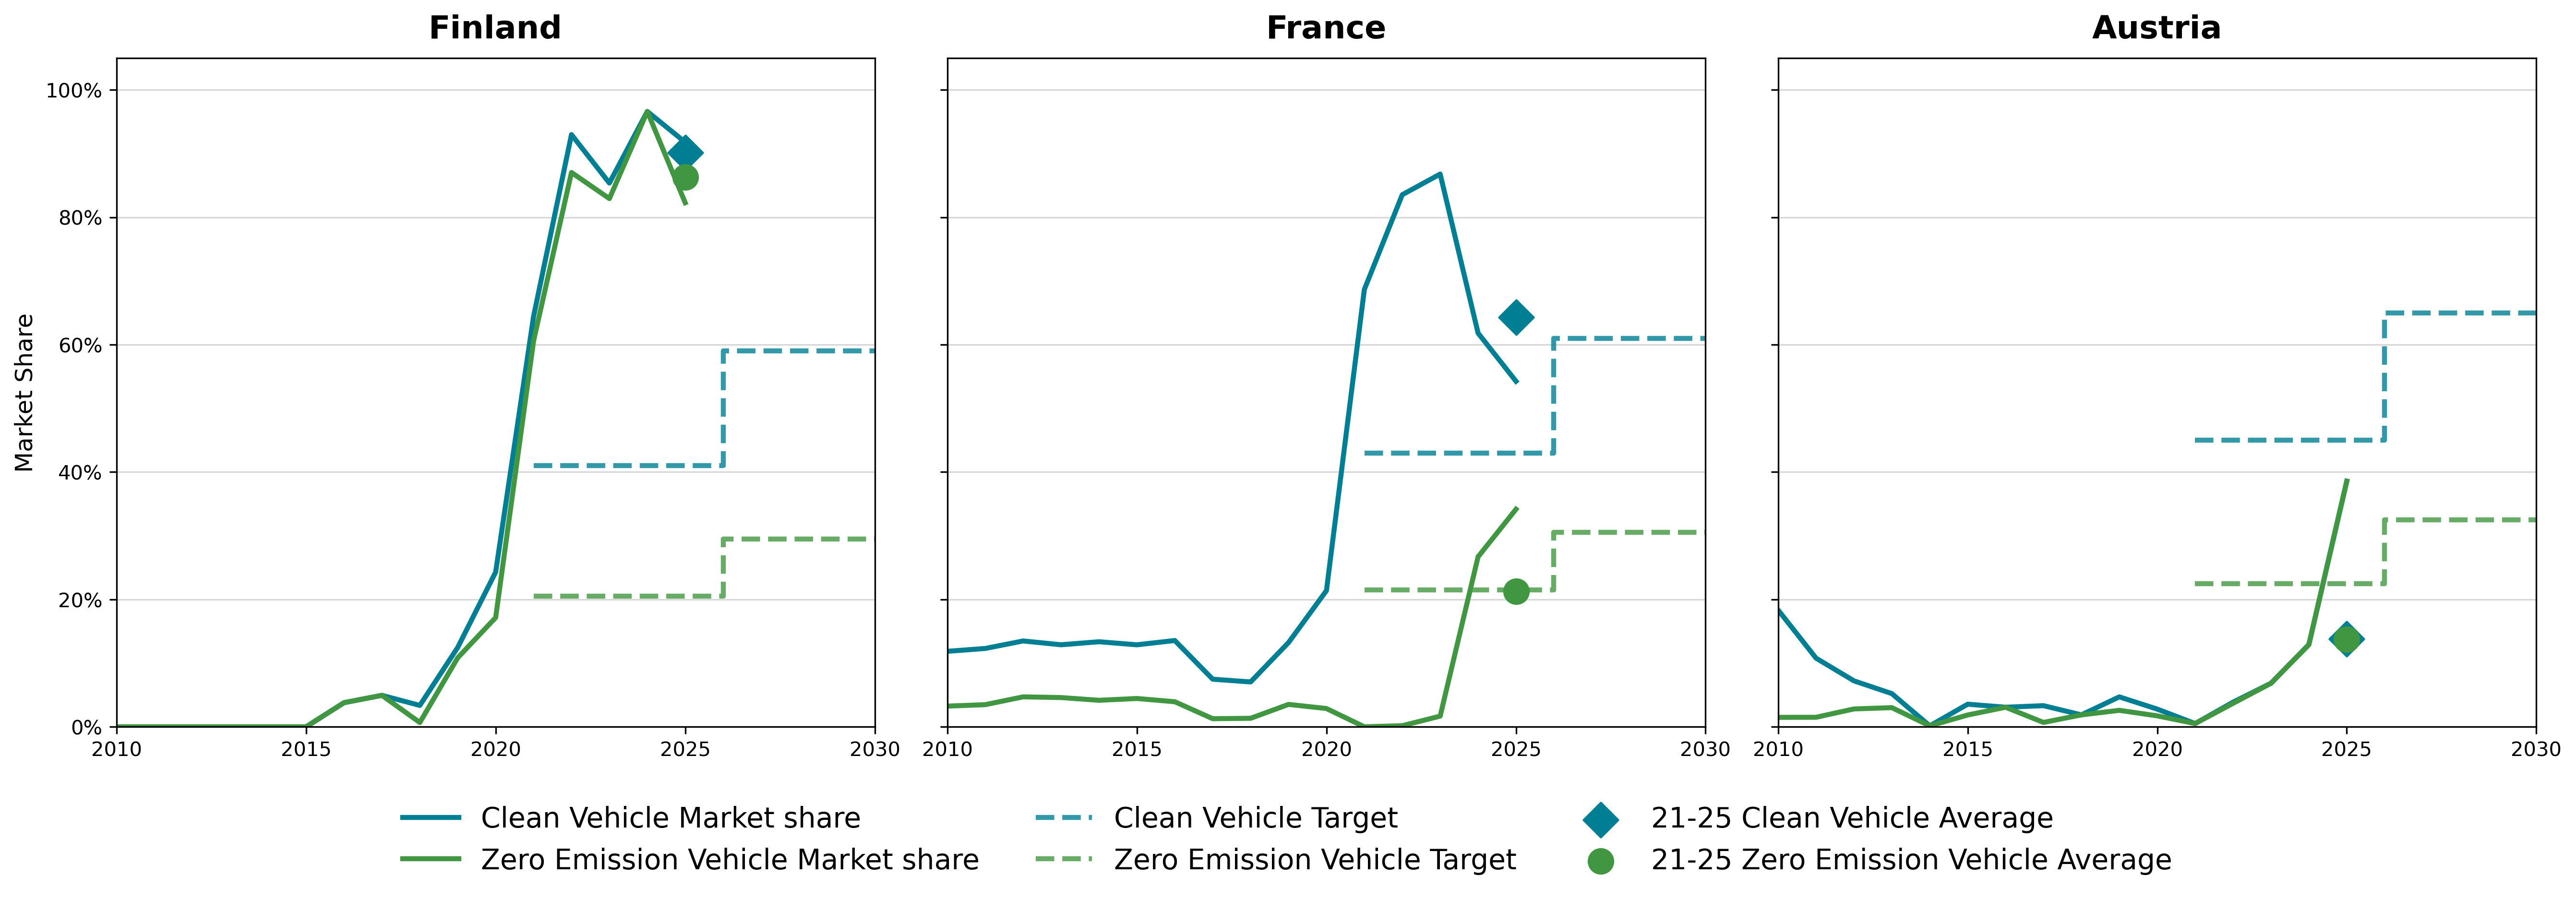 Finland
France
Austria
Market Share
100%
80%
60%
40%
20%
0%
2010 2015 2020 2025 2030
2010 2015 2020 2025 2030
2010 2015 2020 2025 2030
Clean Vehicle Market share
Zero Emission Vehicle Market share
Clean Vehicle Target
Zero Emission Vehicle Target
21-25 Clean Vehicle Average
21-25 Zero Emission Vehicle Average